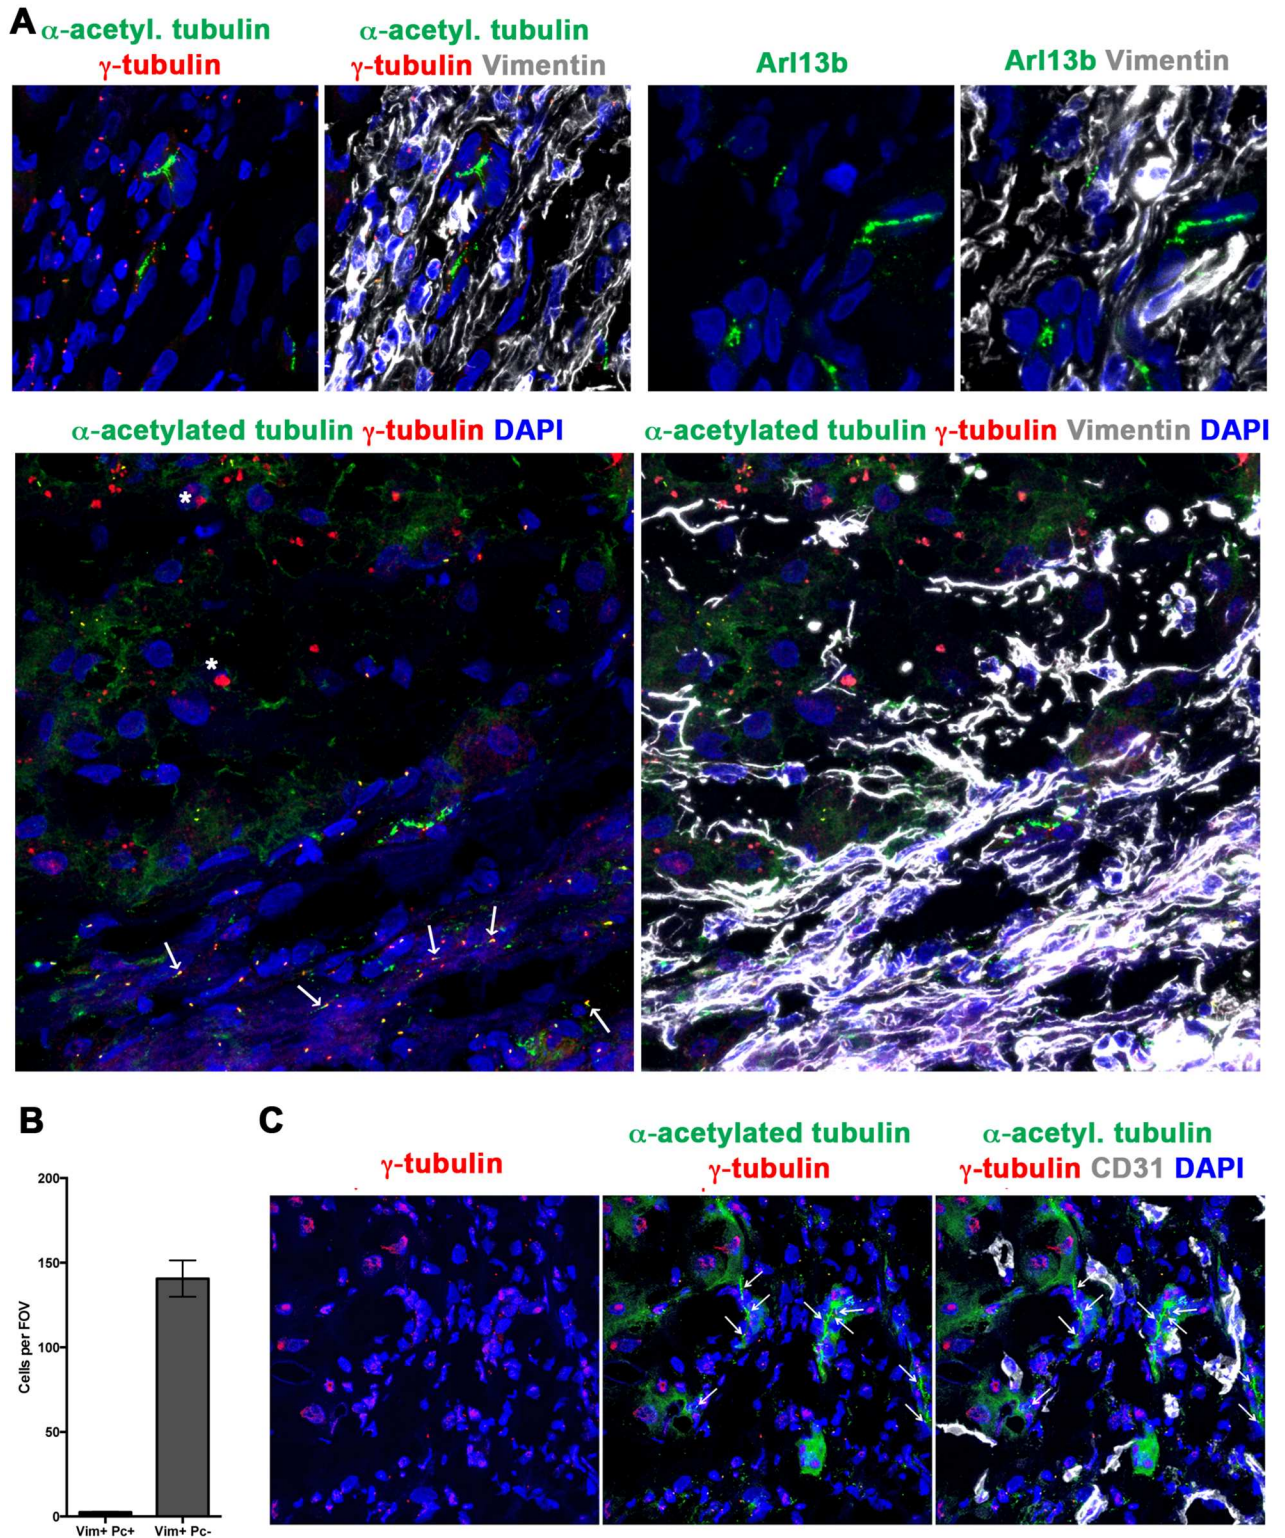 A
α-acetyl. tubulin
γ-tubulin
α-acetyl. tubulin
γ-tubulin Vimentin
Arl13b
Arl13b Vimentin
α-acetylated tubulin γ-tubulin DAPI
α-acetylated tubulin γ-tubulin Vimentin DAPI
*
*
B
Cells per FOV
200
150
100
50
0
Vim+ Pc+
Vim+ Pc-
C
γ-tubulin
α-acetylated tubulin
γ-tubulin
α-acetyl. tubulin
γ-tubulin CD31 DAPI